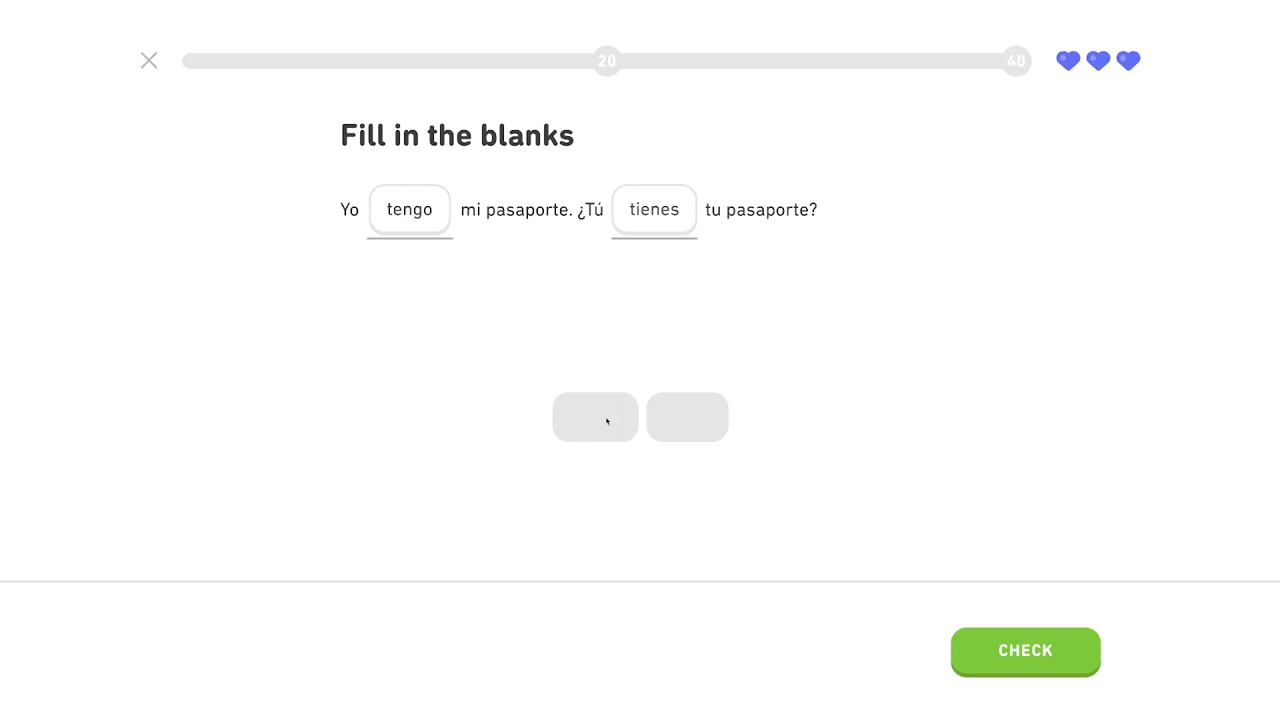 20
40
Fill in the blanks
Yo tengo mi pasaporte. ¿Tú tienes tu pasaporte?
CHECK